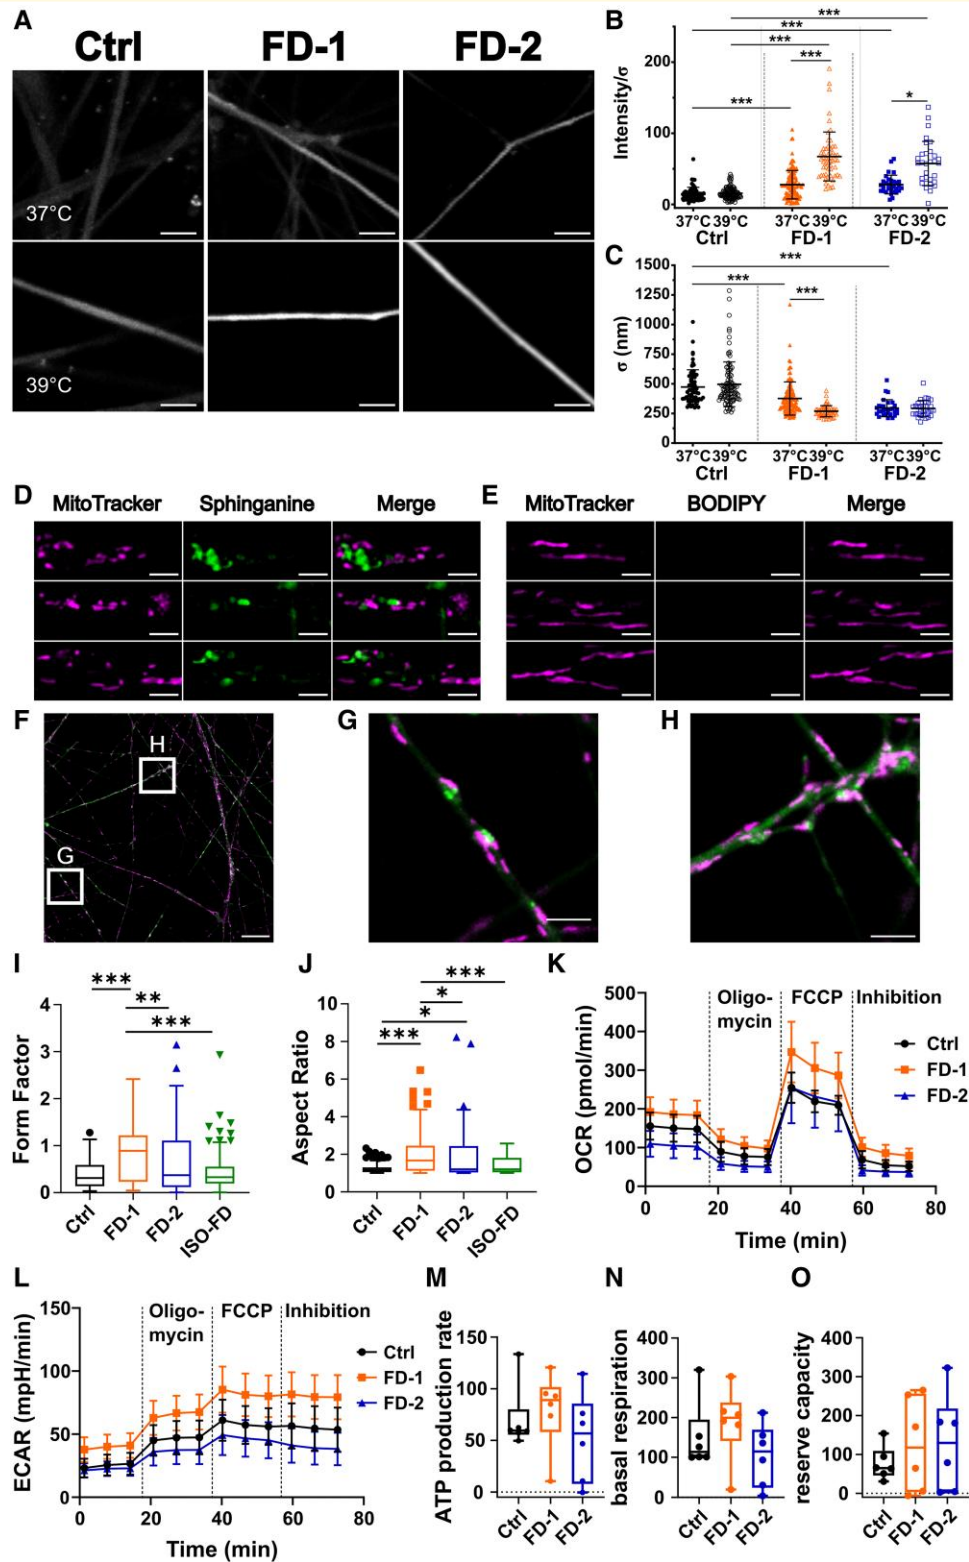 A
Ctrl FD-1 FD-2
37°C
39°C
B
Intensity/σ
200
100
0
***
***
***
***
***
*
37°C 39°C 37°C 39°C 37°C 39°C
Ctrl FD-1 FD-2
C
σ (nm)
1500
1250
1000
750
500
250
0
***
***
***
37°C 39°C 37°C 39°C 37°C 39°C
Ctrl FD-1 FD-2
D
MitoTracker Sphinganine Merge
E
MitoTracker BODIPY Merge
F
H
G
G
H
I
Form Factor
4
3
2
1
0
***
**
***
Ctrl FD-1 FD-2 ISO-FD
J
Aspect Ratio
10
8
6
4
2
0
***
*
*
***
Ctrl FD-1 FD-2 ISO-FD
K
OCR (pmol/min)
500
400
300
200
100
0
Oligo-
mycin
FCCP Inhibition
Ctrl
FD-1
FD-2
0 20 40 60 80
Time (min)
L
ECAR (mpH/min)
150
100
50
0
Oligo-
mycin
FCCP Inhibition
Ctrl
FD-1
FD-2
0 20 40 60 80
Time (min)
M
ATP production rate
150
100
50
0
Ctrl FD-1 FD-2
N
basal respiration
400
300
200
100
0
Ctrl FD-1 FD-2
O
reserve capacity
400
300
200
100
0
Ctrl FD-1 FD-2